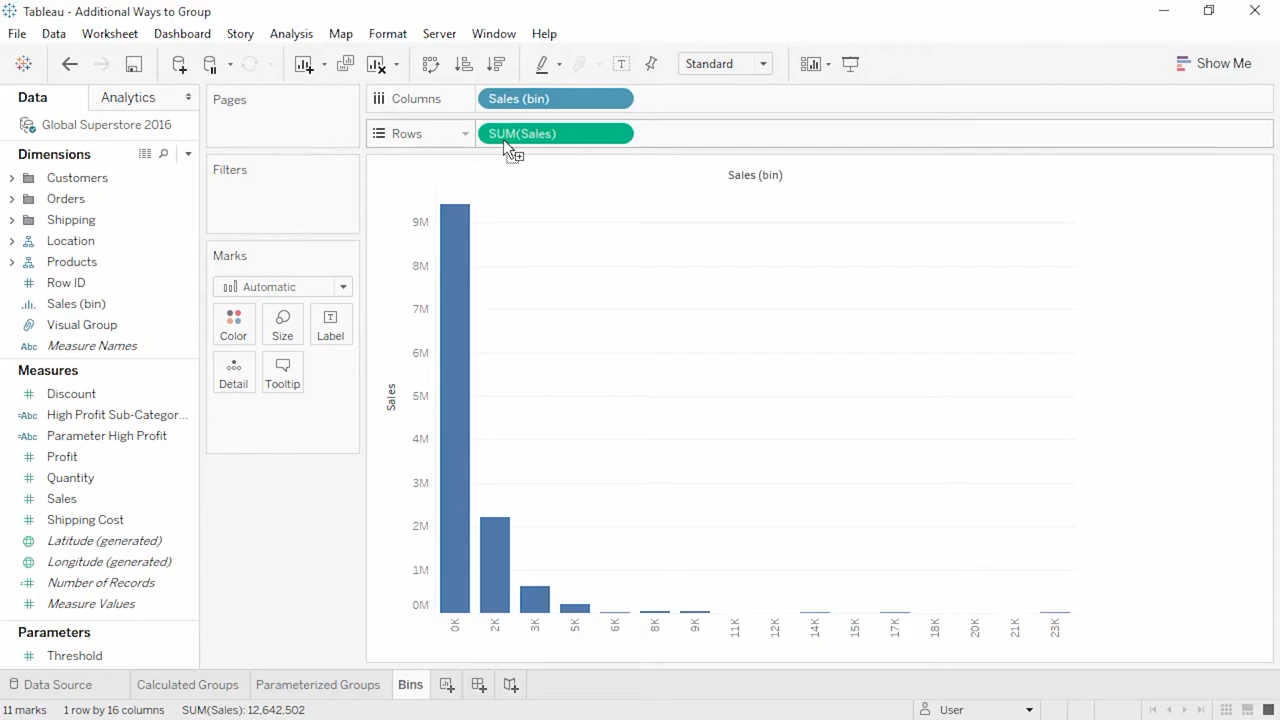 Tableau - Additional Ways to Group
File Data Worksheet Dashboard Story Analysis Map Format Server Window Help
Standard
Show Me
Data
Analytics
Global Superstore 2016
Dimensions
Customers
Orders
Shipping
Location
Products
Row ID
Sales (bin)
Visual Group
Abc Measure Names
Measures
Discount
=Abc High Profit Sub-Categor...
=Abc Parameter High Profit
Profit
Quantity
Sales
Shipping Cost
Latitude (generated)
Longitude (generated)
Number of Records
Measure Values
Parameters
Threshold
Pages
Filters
Marks
Automatic
Color
Size
Label
Detail
Tooltip
Columns
Sales (bin)
Rows
SUM(Sales)
Sales (bin)
Sales
9M
8M
7M
6M
5M
4M
3M
2M
1M
0M
0K
2K
3K
5K
6K
8K
9K
11K
12K
14K
15K
17K
18K
20K
21K
23K
Data Source
Calculated Groups
Parameterized Groups
Bins
11 marks
1 row by 16 columns
SUM(Sales): 12,642,502
User